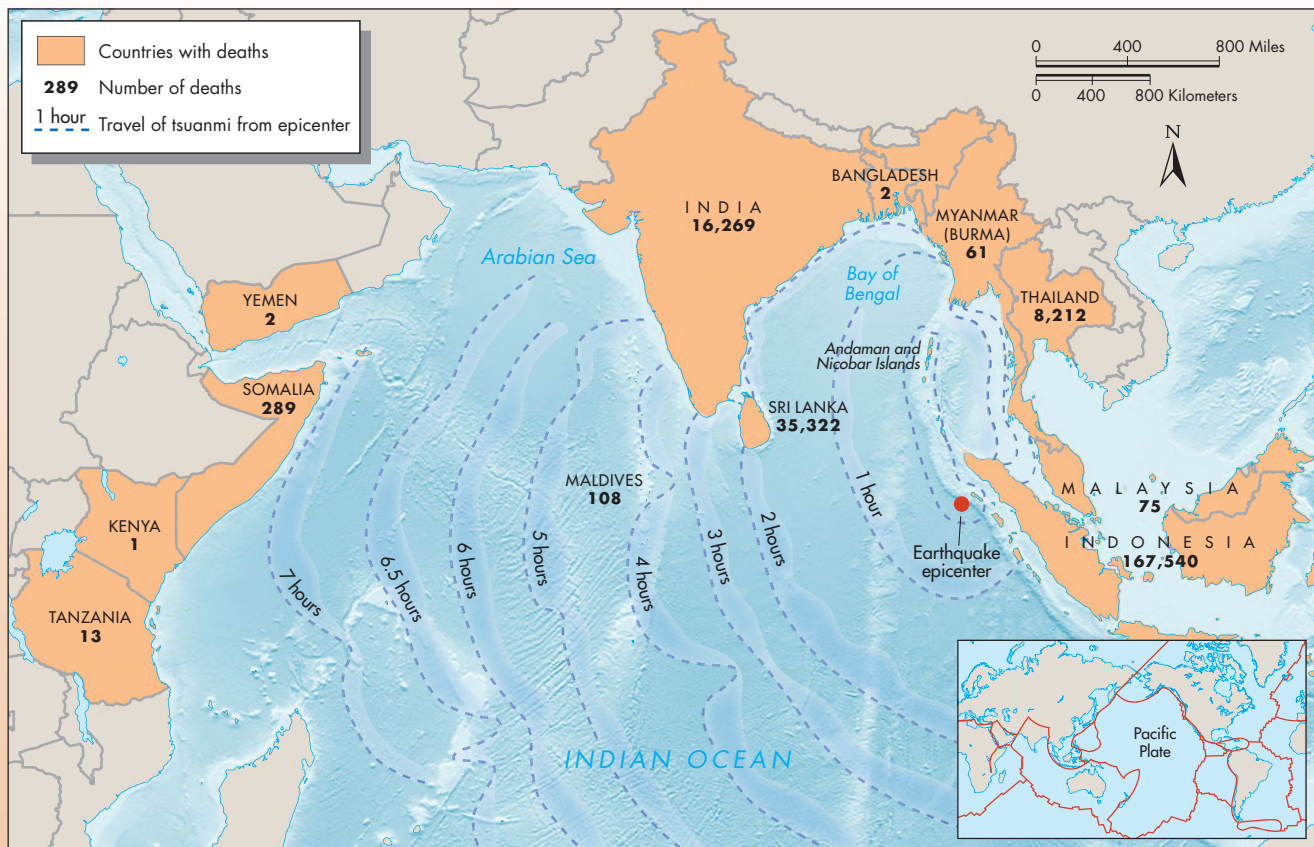 Countries with deaths
289 Number of deaths
1 hour Travel of tsuanmi from epicenter
0 400 800 Miles
0 400 800 Kilometers
N
INDIA
16,269
BANGLADESH
2
MYANMAR
(BURMA)
61
THAILAND
8,212
Arabian Sea
Bay of
Bengal
YEMEN
2
Andaman and
Nicobar Islands
SOMALIA
289
SRI LANKA
35,322
MALDIVES
108
MALAYSIA
75
INDONESIA
167,540
KENYA
1
TANZANIA
13
7 hours
6.5 hours
6 hours
5 hours
4 hours
3 hours
2 hours
1 hour
Earthquake
epicenter
INDIAN OCEAN
Pacific
Plate